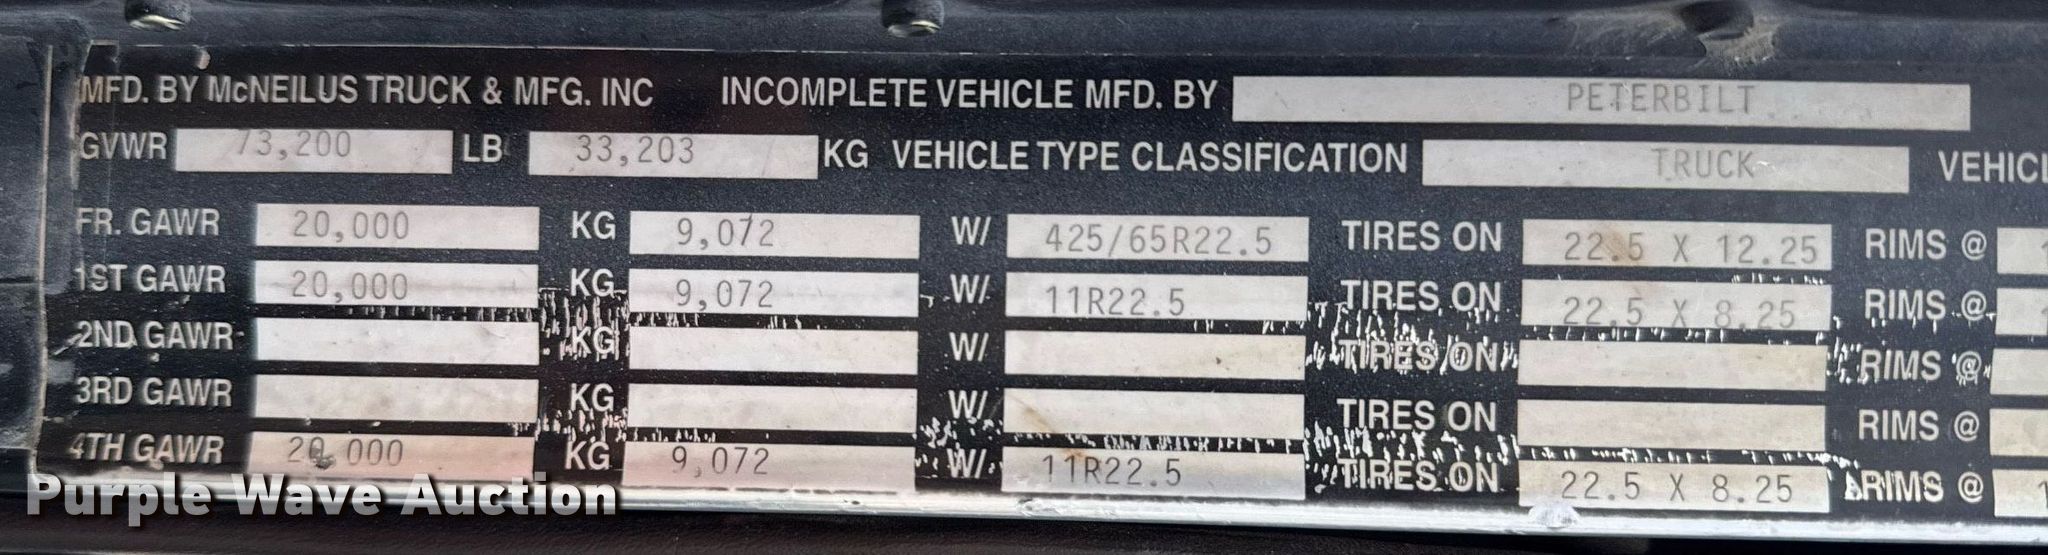 MFD. BY McNEILUS TRUCK & MFG. INC INCOMPLETE VEHICLE MFD. BY PETERBILT
GVWR 73,200 LB 33,203 KG VEHICLE TYPE CLASSIFICATION TRUCK
FR. GAWR 20,000 KG 9,072 W/ 425/65R22.5 TIRES ON 22.5 X 12.25 RIMS @
1ST GAWR 20,000 KG 9,072 W/ 11R22.5 TIRES ON 22.5 X 8.25 RIMS @
2ND GAWR KG W/ TIRES ON RIMS @
3RD GAWR KG W/ TIRES ON RIMS @
4TH GAWR 20,000 KG 9,072 W/ 11R22.5 TIRES ON 22.5 X 8.25 RIMS @
Purple Wave Auction